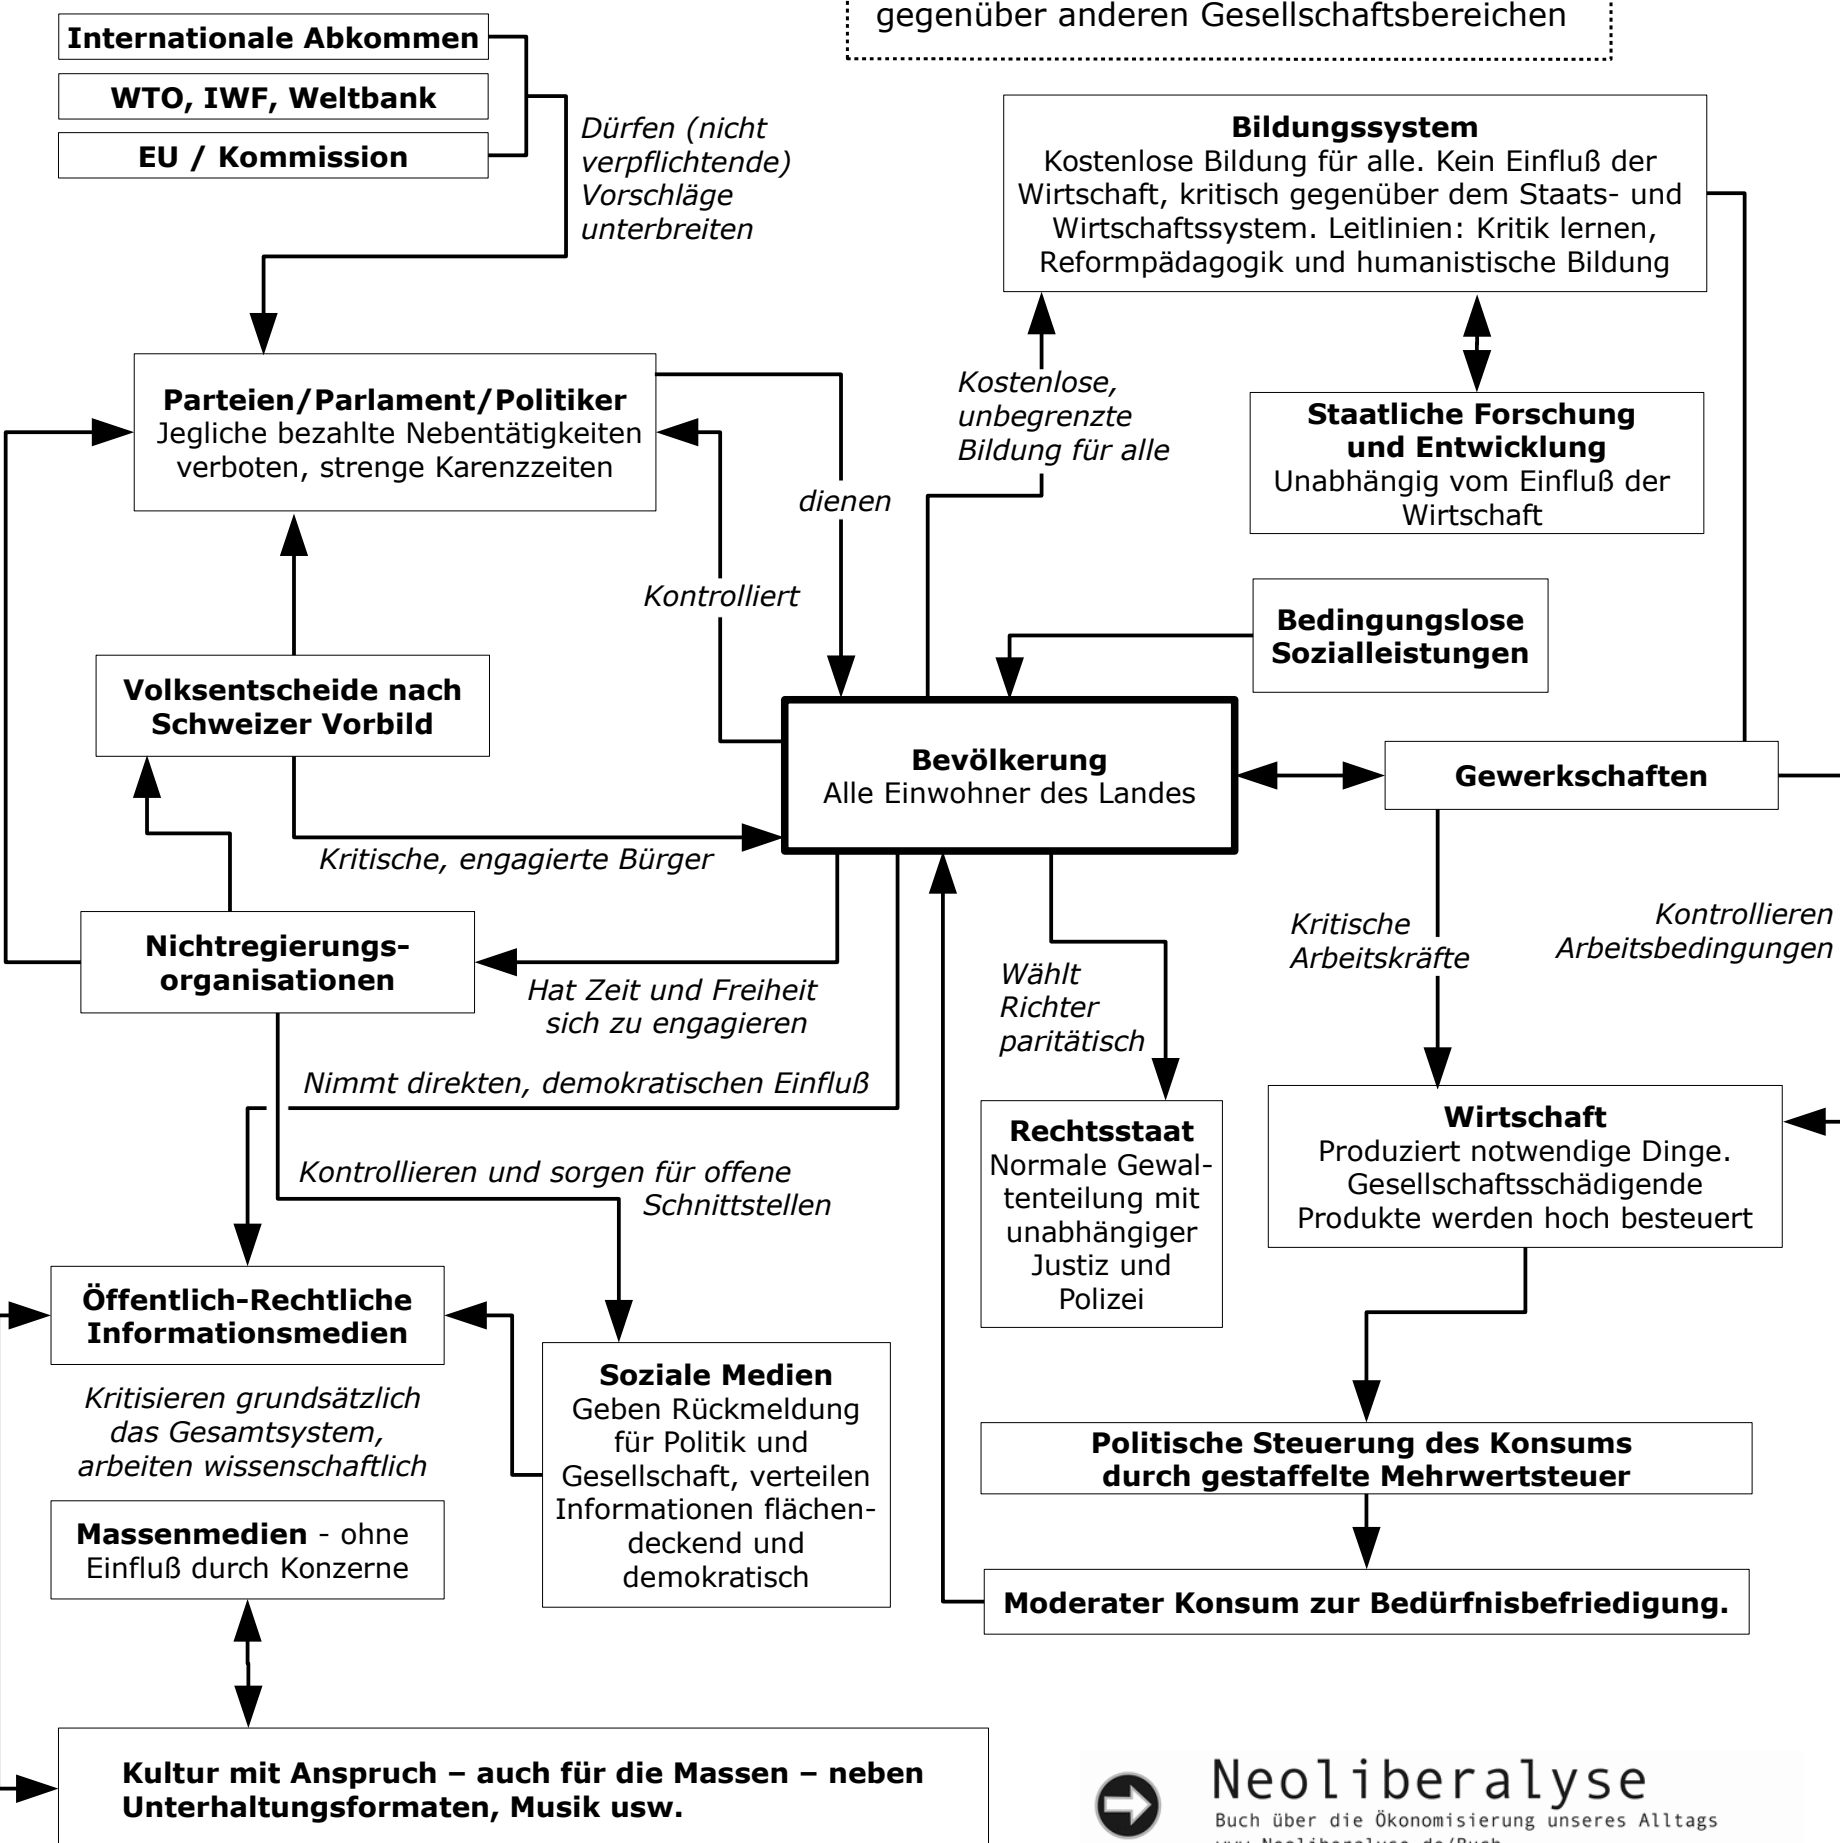 gegenüber anderen Gesellschaftsbereichen
Internationale Abkommen
WTO, IWF, Weltbank
EU / Kommission
Dürfen (nicht
verpflichtende)
Vorschläge
unterbreiten
Bildungssystem
Kostenlose Bildung für alle. Kein Einfluß der
Wirtschaft, kritisch gegenüber dem Staats- und
Wirtschaftssystem. Leitlinien: Kritik lernen,
Reformpädagogik und humanistische Bildung
Parteien/Parlament/Politiker
Jegliche bezahlte Nebentätigkeiten
verboten, strenge Karenzzeiten
Kostenlose,
unbegrenzte
Bildung für alle
Staatliche Forschung
und Entwicklung
Unabhängig vom Einfluß der
Wirtschaft
dienen
Kontrolliert
Bedingungslose
Sozialleistungen
Volksentscheide nach
Schweizer Vorbild
Bevölkerung
Alle Einwohner des Landes
Gewerkschaften
Kritische, engagierte Bürger
Nichtregierungs-
organisationen
Hat Zeit und Freiheit
sich zu engagieren
Wählt
Richter
paritätisch
Kritische
Arbeitskräfte
Kontrollieren
Arbeitsbedingungen
Nimmt direkten, demokratischen Einfluß
Kontrollieren und sorgen für offene
Schnittstellen
Rechtsstaat
Normale Gewal-
tenteilung mit
unabhängiger
Justiz und
Polizei
Wirtschaft
Produziert notwendige Dinge.
Gesellschaftsschädigende
Produkte werden hoch besteuert
Öffentlich-Rechtliche
Informationsmedien
Kritisieren grundsätzlich
das Gesamtsystem,
arbeiten wissenschaftlich
Soziale Medien
Geben Rückmeldung
für Politik und
Gesellschaft, verteilen
Informationen flächen-
deckend und
demokratisch
Politische Steuerung des Konsums
durch gestaffelte Mehrwertsteuer
Massenmedien - ohne
Einfluß durch Konzerne
Moderater Konsum zur Bedürfnisbefriedigung.
Kultur mit Anspruch – auch für die Massen – neben
Unterhaltungsformaten, Musik usw.
Neoliberalyse
Buch über die Ökonomisierung unseres Alltags
www.Neoliberalyse.de/Buch